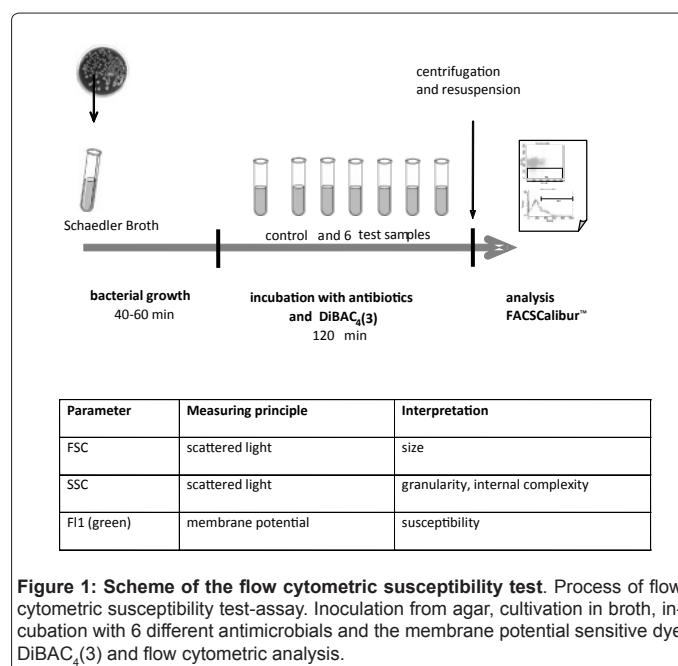 centrifugation
and resuspension
Schaedler Broth
control and 6 test samples
bacterial growth
40-60 min
incubation with antibiotics
and DiBAC₄(3)
120 min
analysis
FACSCalibur™
Parameter Measuring principle Interpretation
FSC scattered light size
SSC scattered light granularity, internal complexity
Fl1 (green) membrane potential susceptibility
Figure 1: Scheme of the flow cytometric susceptibility test. Process of flow
cytometric susceptibility test-assay. Inoculation from agar, cultivation in broth, in-
cubation with 6 different antimicrobials and the membrane potential sensitive dye
DiBAC₄(3) and flow cytometric analysis.